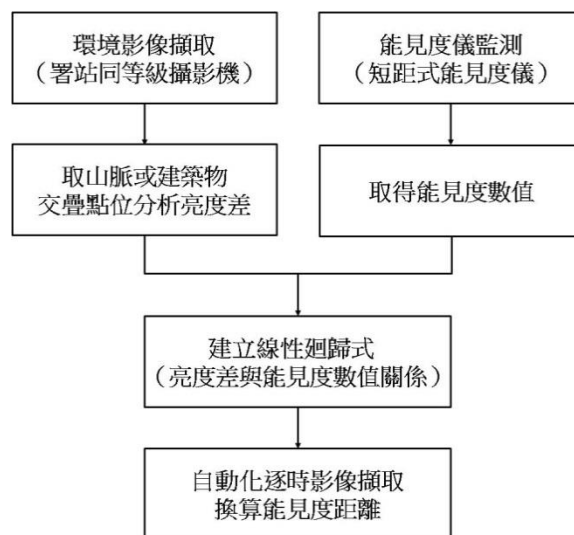 環境影像擷取
（署站同等級攝影機）
能見度儀監測
（短距式能見度儀）
取山脈或建築物
交疊點位分析亮度差
取得能見度數值
建立線性廻歸式
（亮度差與能見度數值關係）
自動化逐時影像擷取
換算能見度距離